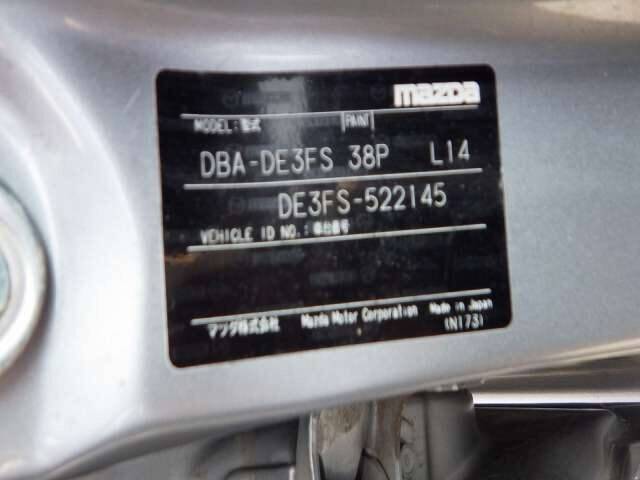 mazda
MODEL:型式 PAINT
DBA-DE3FS 38P L14
DE3FS-522145
VEHICLE ID NO.:車台番号
マツダ株式会社 Mazda Motor Corporation Made in Japan
(N173)